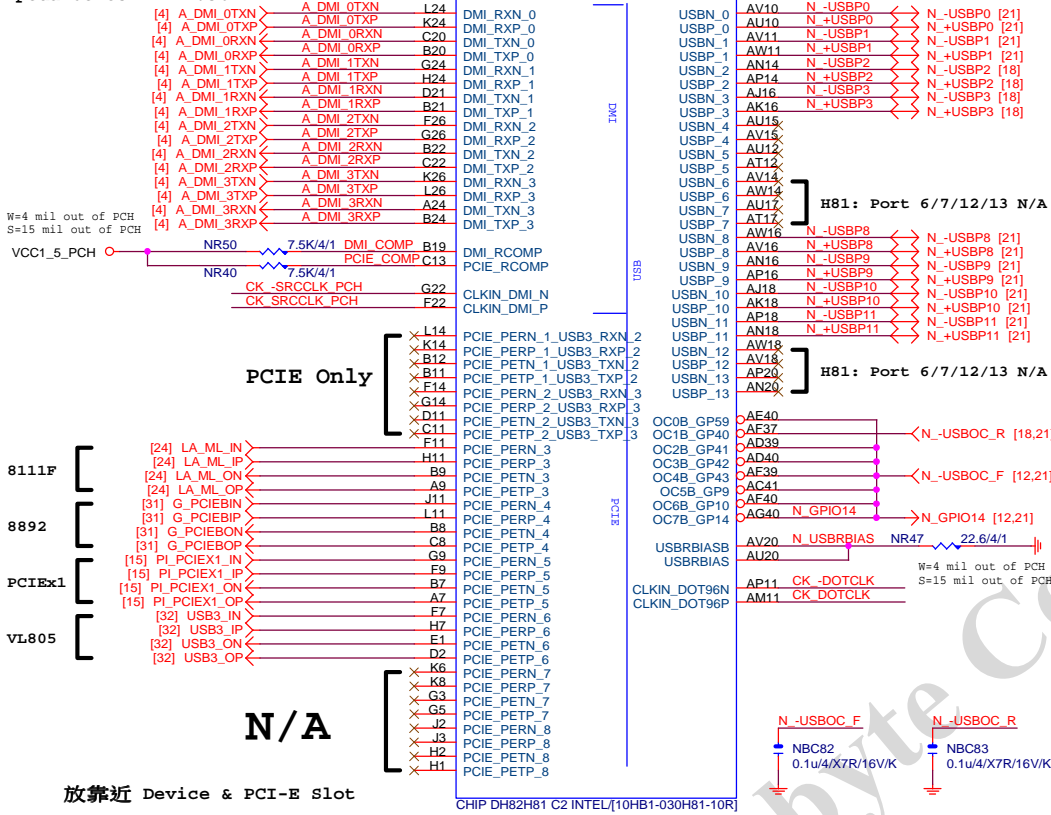 [4] A_DMI_0TXN A_DMI_0TXN L24 DMI_RXN_0
[4] A_DMI_0TXP A_DMI_0TXP K24 DMI_RXP_0
[4] A_DMI_0RXN A_DMI_0RXN C20 DMI_TXN_0
[4] A_DMI_0RXP A_DMI_0RXP B20 DMI_TXP_0
[4] A_DMI_1TXN A_DMI_1TXN G24 DMI_RXN_1
[4] A_DMI_1TXP A_DMI_1TXP H24 DMI_RXP_1
[4] A_DMI_1RXN A_DMI_1RXN D21 DMI_TXN_1
[4] A_DMI_1RXP A_DMI_1RXP B21 DMI_TXP_1
[4] A_DMI_2TXN A_DMI_2TXN F26 DMI_RXN_2
[4] A_DMI_2TXP A_DMI_2TXP G26 DMI_RXP_2
[4] A_DMI_2RXN A_DMI_2RXN B22 DMI_TXN_2
[4] A_DMI_2RXP A_DMI_2RXP C22 DMI_TXP_2
[4] A_DMI_3TXN A_DMI_3TXN K26 DMI_RXN_3
[4] A_DMI_3TXP A_DMI_3TXP L26 DMI_RXP_3
[4] A_DMI_3RXN A_DMI_3RXN A24 DMI_TXN_3
[4] A_DMI_3RXP A_DMI_3RXP B24 DMI_TXP_3
W=4 mil out of PCH
S=15 mil out of PCH
VCC1_5_PCH NR50 7.5K/4/1 DMI_COMP B19 DMI_RCOMP
NR40 7.5K/4/1 PCIE_COMP C13 PCIE_RCOMP
CK_-SRCCLK_PCH G22 CLKIN_DMI_N
CK_SRCCLK_PCH F22 CLKIN_DMI_P
PCIE Only
L14 PCIE_PERN_1_USB3_RXN_2
K14 PCIE_PERP_1_USB3_RXP_2
B12 PCIE_PETN_1_USB3_TXN_2
B11 PCIE_PETP_1_USB3_TXP_2
F14 PCIE_PERN_2_USB3_RXN_3
G14 PCIE_PERP_2_USB3_RXP_3
D11 PCIE_PETN_2_USB3_TXN_3
C11 PCIE_PETP_2_USB3_TXP_3
8111F
[24] LA_ML_IN F11 PCIE_PERN_3
[24] LA_ML_IP H11 PCIE_PERP_3
[24] LA_ML_ON B9 PCIE_PETN_3
[24] LA_ML_OP A9 PCIE_PETP_3
8892
[31] G_PCIEBIN J11 PCIE_PERN_4
[31] G_PCIEBIP L11 PCIE_PERP_4
[31] G_PCIEBON B8 PCIE_PETN_4
[31] G_PCIEBOP C8 PCIE_PETP_4
PCIEx1
[15] PI_PCIEX1_IN G9 PCIE_PERN_5
[15] PI_PCIEX1_IP F9 PCIE_PERP_5
[15] PI_PCIEX1_ON B7 PCIE_PETN_5
[15] PI_PCIEX1_OP A7 PCIE_PETP_5
VL805
[32] USB3_IN F7 PCIE_PERN_6
[32] USB3_IP H7 PCIE_PERP_6
[32] USB3_ON E1 PCIE_PETN_6
[32] USB3_OP D2 PCIE_PETP_6
N/A
K6 PCIE_PERN_7
K8 PCIE_PERP_7
G3 PCIE_PETN_7
G5 PCIE_PETP_7
J2 PCIE_PERN_8
J3 PCIE_PERP_8
H2 PCIE_PETN_8
H1 PCIE_PETP_8
放靠近 Device & PCI-E Slot
CHIP DH82H81 C2 INTEL/[10HB1-030H81-10R]
DMI
USB
PCIE
USBN_0 AV10 N_-USBP0 N_-USBP0 [21]
USBP_0 AU10 N_+USBP0 N_+USBP0 [21]
USBN_1 AV11 N_-USBP1 N_-USBP1 [21]
USBP_1 AW11 N_+USBP1 N_+USBP1 [21]
USBN_2 AN14 N_-USBP2 N_-USBP2 [18]
USBP_2 AP14 N_+USBP2 N_+USBP2 [18]
USBN_3 AJ16 N_-USBP3 N_-USBP3 [18]
USBP_3 AK16 N_+USBP3 N_+USBP3 [18]
USBN_4 AU15
USBP_4 AV15
USBN_5 AU12
USBP_5 AT12
USBN_6 AV14
USBP_6 AW14
USBN_7 AU17
USBP_7 AT17
H81: Port 6/7/12/13 N/A
USBN_8 AW16 N_-USBP8 N_-USBP8 [21]
USBP_8 AV16 N_+USBP8 N_+USBP8 [21]
USBN_9 AN16 N_-USBP9 N_-USBP9 [21]
USBP_9 AP16 N_+USBP9 N_+USBP9 [21]
USBN_10 AJ18 N_-USBP10 N_-USBP10 [21]
USBP_10 AK18 N_+USBP10 N_+USBP10 [21]
USBN_11 AP18 N_-USBP11 N_-USBP11 [21]
USBP_11 AN18 N_+USBP11 N_+USBP11 [21]
USBN_12 AW18
USBP_12 AV18
USBN_13 AP20
USBP_13 AN20
H81: Port 6/7/12/13 N/A
OC0B_GP59 AE40
OC1B_GP40 AF37 N_-USBOC_R [18,21]
OC2B_GP41 AD39
OC3B_GP42 AD40
OC4B_GP43 AF39 N_-USBOC_F [12,21]
OC5B_GP9 AC41
OC6B_GP10 AF40
OC7B_GP14 AG40 N_GPIO14 N_GPIO14 [12,21]
USBRBIASB AV20 N_USBRBIAS NR47 22.6/4/1
USBRBIAS AU20
W=4 mil out of PCH
S=15 mil out of PCH
CLKIN_DOT96N AP11 CK_-DOTCLK
CLKIN_DOT96P AM11 CK_DOTCLK
N_-USBOC_F N_-USBOC_R
NBC82 NBC83
0.1u/4/X7R/16V/K 0.1u/4/X7R/16V/K
byte Co